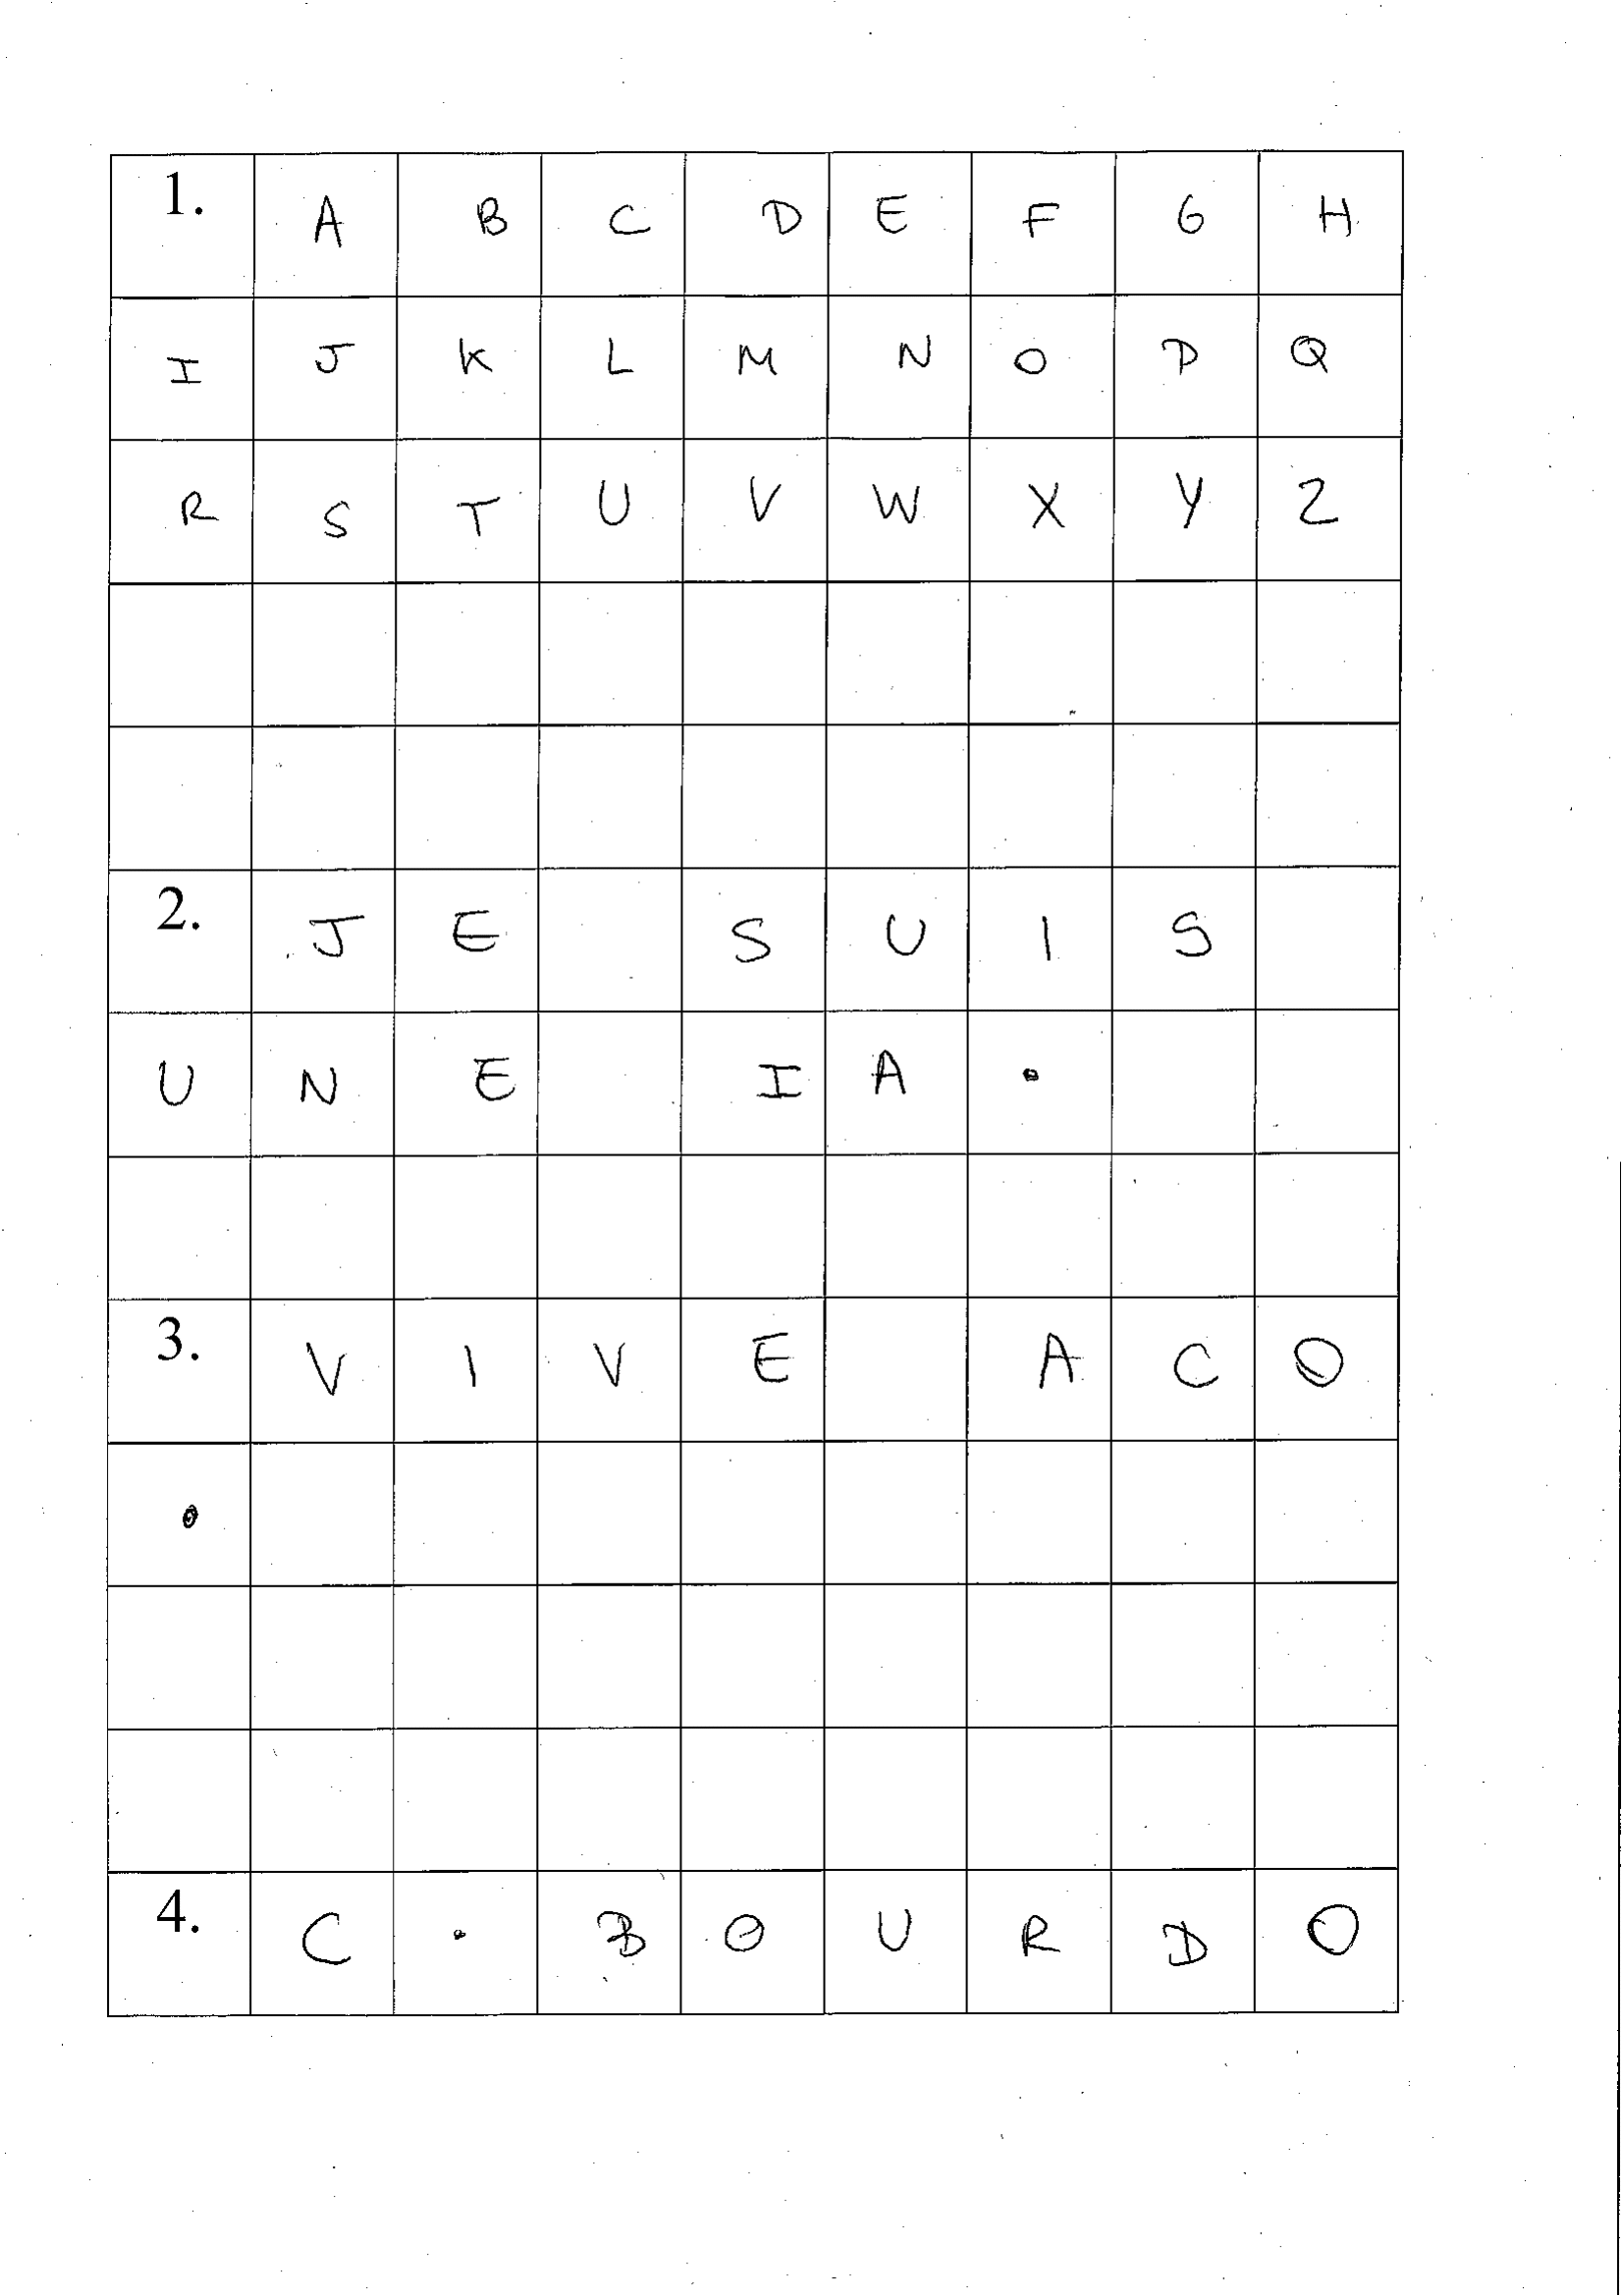 1. A B C D E F G H
I J K L M N O P Q
R S T U V W X Y Z
2. J E S U I S
U N E I A .
3. V I V E A C O
.
4. C . B O U R D O